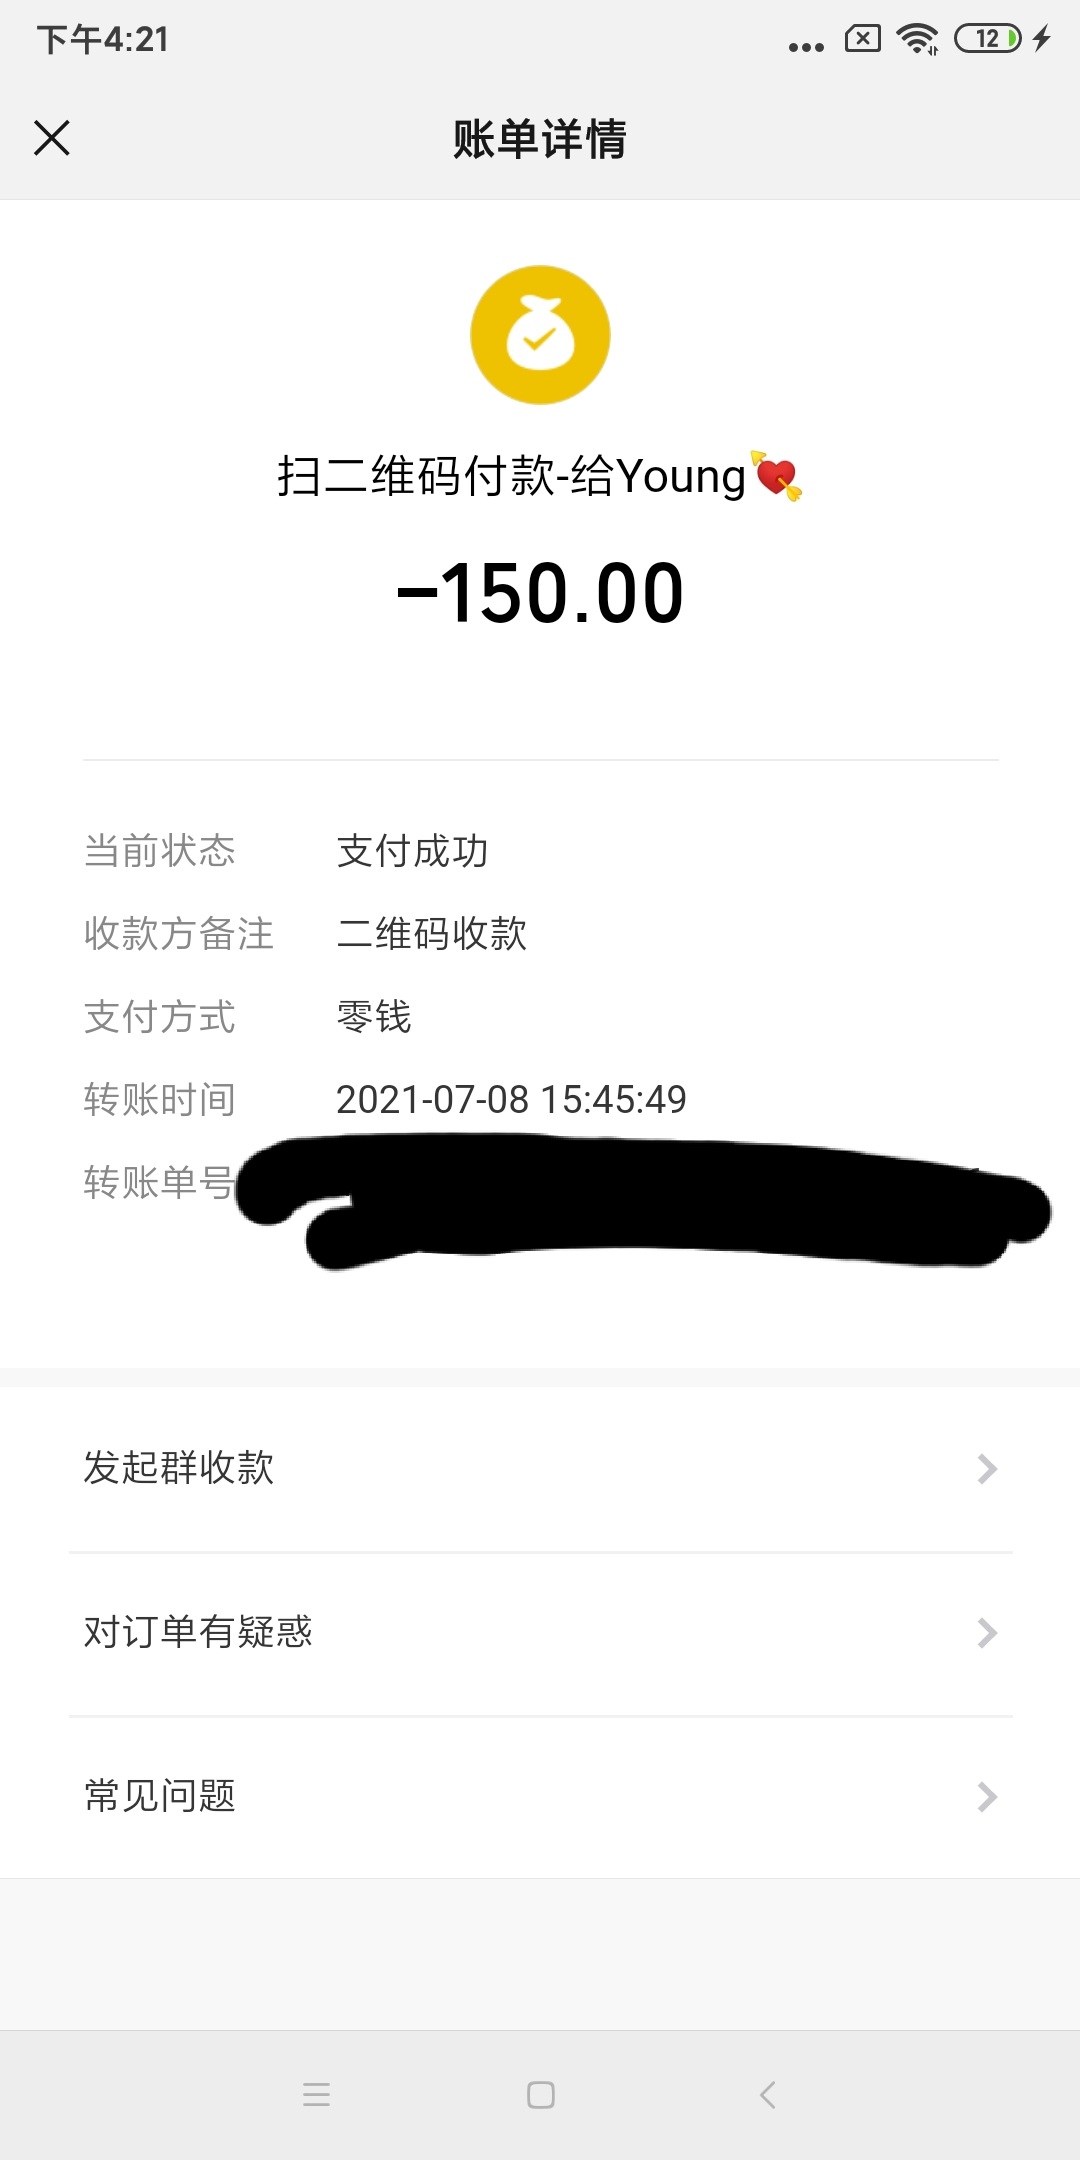 下午4:21
12
账单详情
扫二维码付款-给Young💘
-150.00
当前状态 支付成功
收款方备注 二维码收款
支付方式 零钱
转账时间 2021-07-08 15:45:49
转账单号
发起群收款
对订单有疑惑
常见问题